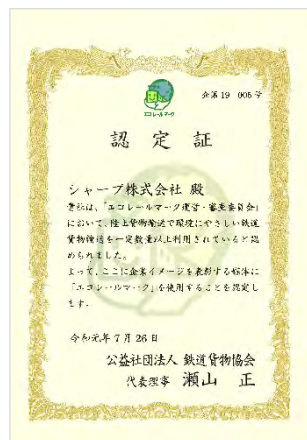 企第19 005号
エコレールマーク
認定証
シャープ株式会社 殿
貴社は、「エコレールマーク運営・審査委員会」
において、陸上貨物輸送で環境にやさしい鉄道
貨物輸送を一定数量以上利用されていると認
められました。
よって、ここに企業イメージを表彰する媒体に
「エコレールマーク」を使用することを認定し
ます。
令和元年7月26日
公益社団法人 鉄道貨物協会
代表理事 瀬山 正